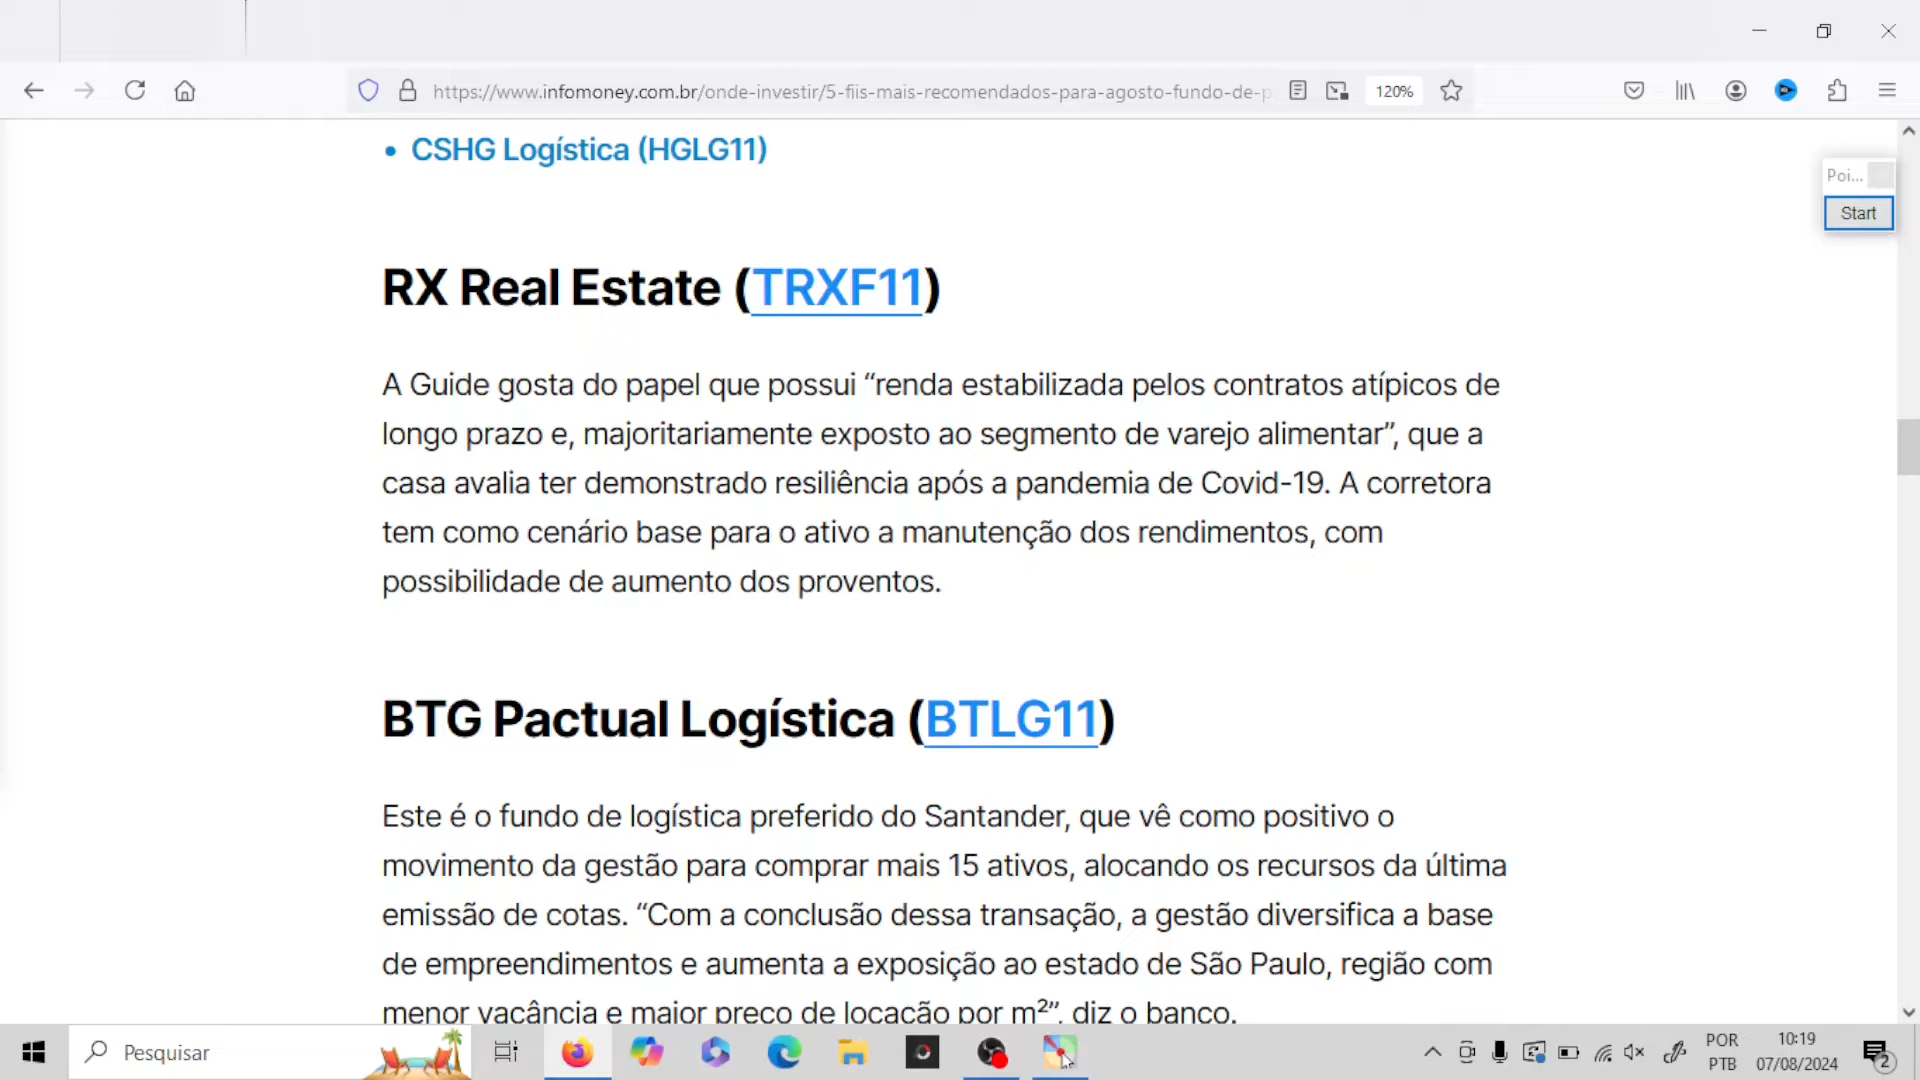 https://www.infomoney.com.br/onde-investir/5-fiis-mais-recomendados-para-agosto-fundo-de-p
120%
• CSHG Logística (HGLG11)
Poi...
Start
RX Real Estate (TRXF11)
A Guide gosta do papel que possui “renda estabilizada pelos contratos atípicos de
longo prazo e, majoritariamente exposto ao segmento de varejo alimentar”, que a
casa avalia ter demonstrado resiliência após a pandemia de Covid-19. A corretora
tem como cenário base para o ativo a manutenção dos rendimentos, com
possibilidade de aumento dos proventos.
BTG Pactual Logística (BTLG11)
Este é o fundo de logística preferido do Santander, que vê como positivo o
movimento da gestão para comprar mais 15 ativos, alocando os recursos da última
emissão de cotas. “Com a conclusão dessa transação, a gestão diversifica a base
de empreendimentos e aumenta a exposição ao estado de São Paulo, região com
menor vacância e maior preço de locação por m²”, diz o banco.
Pesquisar
POR
PTB
10:19
07/08/2024
2